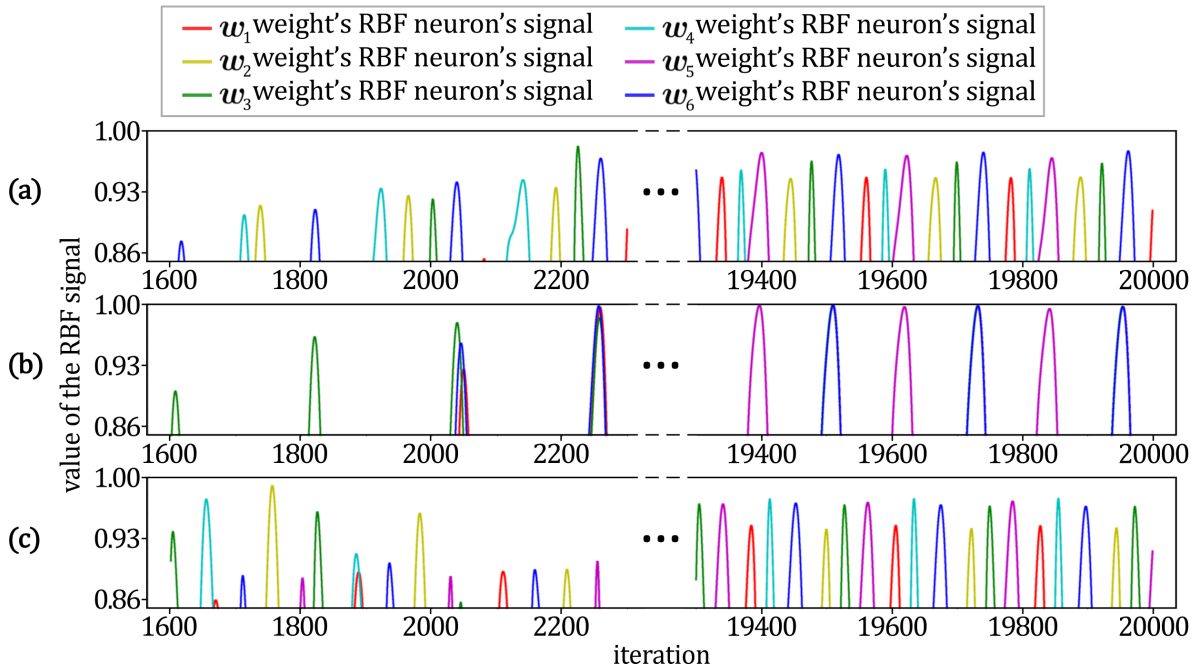 w1 weight's RBF neuron's signal
w2 weight's RBF neuron's signal
w3 weight's RBF neuron's signal
w4 weight's RBF neuron's signal
w5 weight's RBF neuron's signal
w6 weight's RBF neuron's signal
value of the RBF signal
(a)
1.00
0.93
0.86
...
1600 1800 2000 2200 19400 19600 19800 20000
(b)
1.00
0.93
0.86
...
1600 1800 2000 2200 19400 19600 19800 20000
(c)
1.00
0.93
0.86
...
1600 1800 2000 2200 19400 19600 19800 20000
iteration